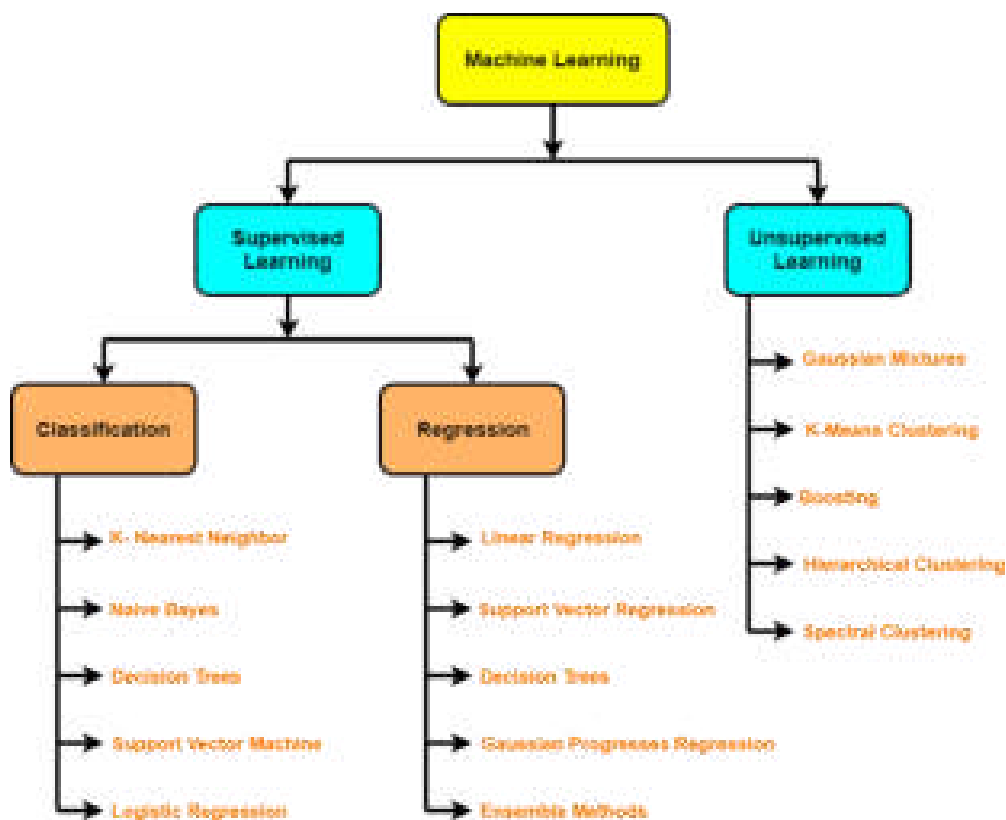 Machine Learning
Supervised
Learning
Unsupervised
Learning
Classification
Regression
K- Nearest Neighbor
Naive Bayes
Decision Trees
Support Vector Machine
Logistic Regression
Linear Regression
Support Vector Regression
Decision Trees
Gaussian Progresses Regression
Ensemble Methods
Gaussian Mixtures
K-Means Clustering
Boosting
Hierarchical Clustering
Spectral Clustering